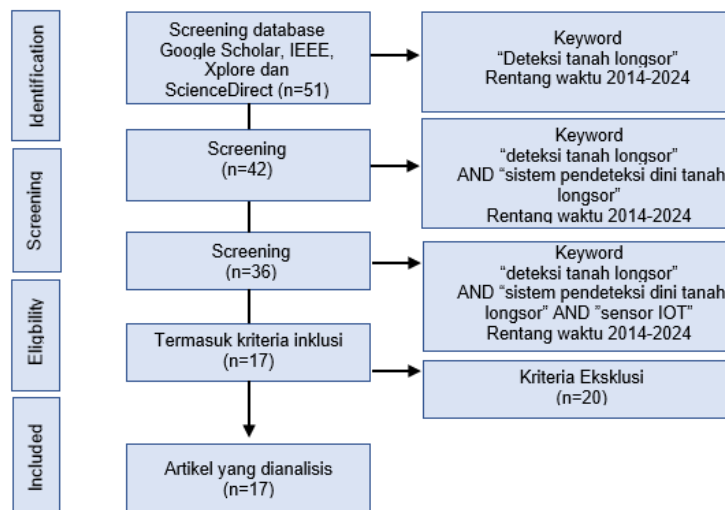 Identification
Screening database
Google Scholar, IEEE,
Xplore dan
ScienceDirect (n=51)
Keyword
“Deteksi tanah longsor”
Rentang waktu 2014-2024
Screening
Screening
(n=42)
Keyword
“deteksi tanah longsor”
AND “sistem pendeteksi dini tanah
longsor”
Rentang waktu 2014-2024
Screening
(n=36)
Keyword
“deteksi tanah longsor”
AND “sistem pendeteksi dini tanah
longsor” AND ”sensor IOT”
Rentang waktu 2014-2024
Eligbility
Termasuk kriteria inklusi
(n=17)
Kriteria Eksklusi
(n=20)
Included
Artikel yang dianalisis
(n=17)